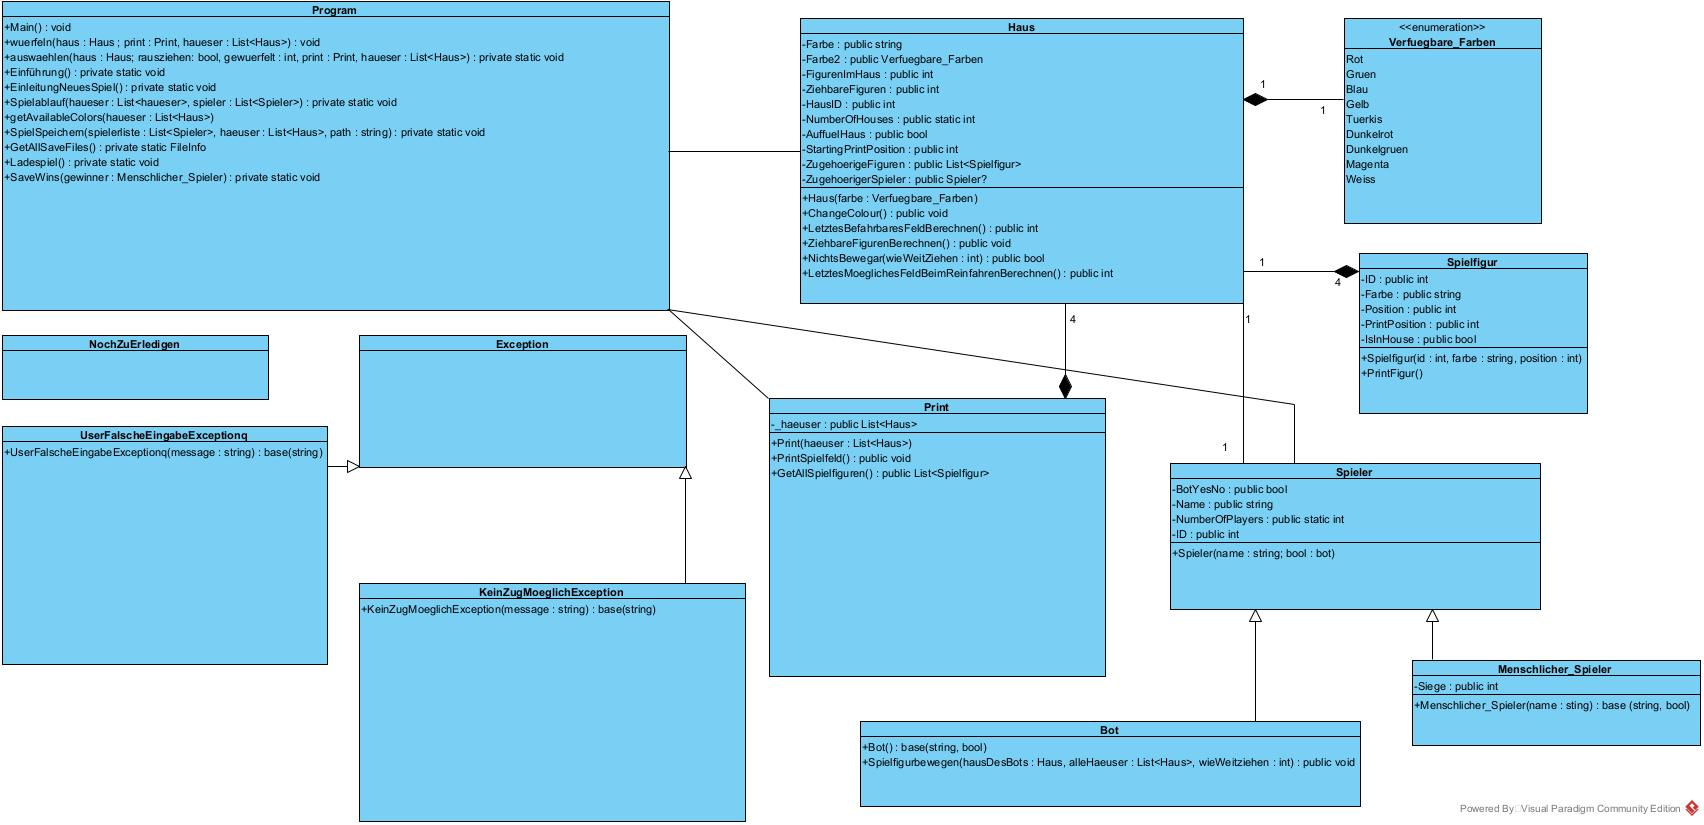 Program
+Main() : void
+wuerfeln(haus : Haus ; print : Print, haueser : List<Haus>) : void
+auswaehlen(haus : Haus; rausziehen: bool, gewuerfelt : int, print : Print, haueser : List<Haus>) : private static void
+Einführung() : private static void
+EinleitungNeuesSpiel() : private static void
+Spielablauf(haueser : List<haueser>, spieler : List<Spieler>) : private static void
+getAvailableColors(haueser : List<Haus>)
+SpielSpeichern(spielerliste : List<Spieler>, haeuser : List<Haus>, path : string) : private static void
+GetAllSaveFiles() : private static FileInfo
+Ladespiel() : private static void
+SaveWins(gewinner : Menschlicher_Spieler) : private static void
Haus
-Farbe : public string
-Farbe2 : public Verfuegbare_Farben
-FigurenImHaus : public int
-ZiehbareFiguren : public int
-HausID : public int
-NumberOfHouses : public static int
-AuffuelHaus : public bool
-StartingPrintPosition : public int
-ZugehoerigeFiguren : public List<Spielfigur>
-ZugehoerigerSpieler : public Spieler?
+Haus(farbe : Verfuegbare_Farben)
+ChangeColour() : public void
+LetztesBefahrbaresFeldBerechnen() : public int
+ZiehbareFigurenBerechnen() : public void
+NichtsBewegar(wieWeitZiehen : int) : public bool
+LetztesMoeglichesFeldBeimReinfahrenBerechnen() : public int
1
1
<<enumeration>>
Verfuegbare_Farben
Rot
Gruen
Blau
Gelb
Tuerkis
Dunkelrot
Dunkelgruen
Magenta
Weiss
1
4
Spielfigur
-ID : public int
-Farbe : public string
-Position : public int
-PrintPosition : public int
-IsInHouse : public bool
+Spielfigur(id : int, farbe : string, position : int)
+PrintFigur()
4
1
1
NochZuErledigen
Exception
UserFalscheEingabeExceptionq
+UserFalscheEingabeExceptionq(message : string) : base(string)
KeinZugMoeglichException
+KeinZugMoeglichException(message : string) : base(string)
Print
-_haeuser : public List<Haus>
+Print(haeuser : List<Haus>)
+PrintSpielfeld() : public void
+GetAllSpielfiguren() : public List<Spielfigur>
Spieler
-BotYesNo : public bool
-Name : public string
-NumberOfPlayers : public static int
-ID : public int
+Spieler(name : string; bool : bot)
Menschlicher_Spieler
-Siege : public int
+Menschlicher_Spieler(name : sting) : base (string, bool)
Bot
+Bot() : base(string, bool)
+Spielfigurbewegen(hausDesBots : Haus, alleHaeuser : List<Haus>, wieWeitziehen : int) : public void
Powered By Visual Paradigm Community Edition